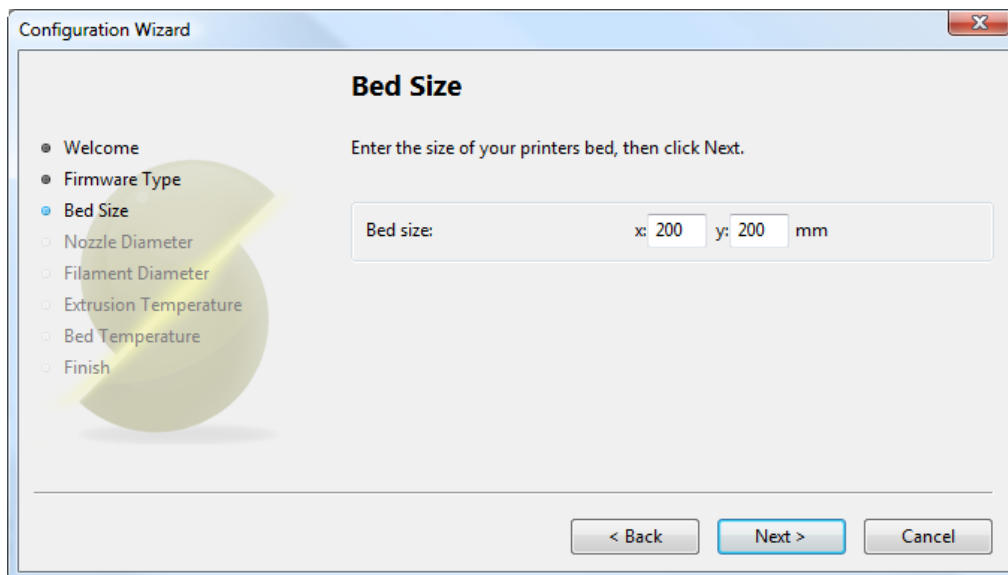 Configuration Wizard
Bed Size
Welcome
Firmware Type
Bed Size
Nozzle Diameter
Filament Diameter
Extrusion Temperature
Bed Temperature
Finish
Enter the size of your printers bed, then click Next.
Bed size: x: 200 y: 200 mm
< Back Next > Cancel